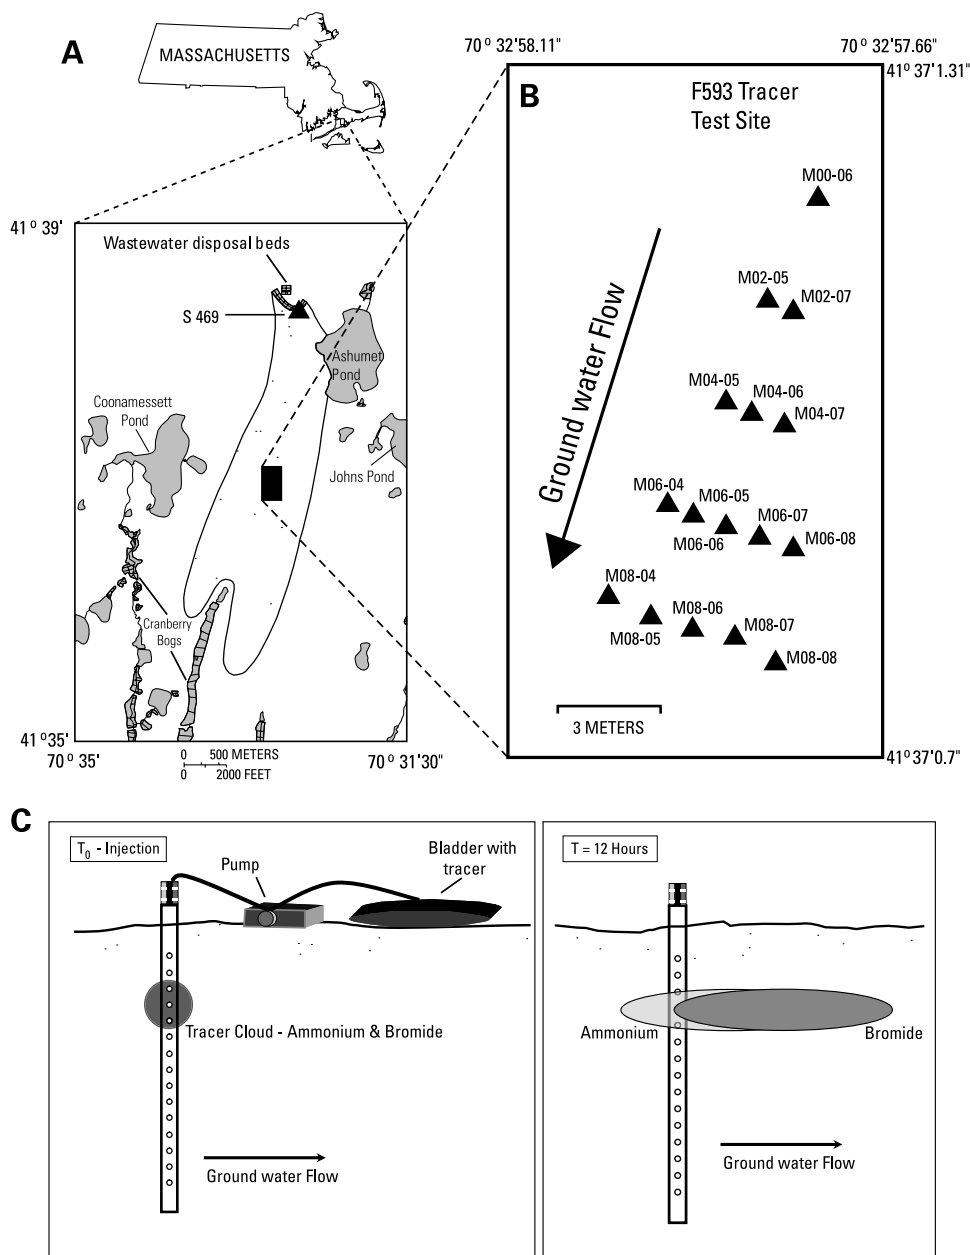 A
MASSACHUSETTS
41° 39'
Wastewater disposal beds
S 469
Ashumet
Pond
Coonamessett
Pond
Johns Pond
Cranberry
Bogs
41° 35'
70° 35'
0 500 METERS
0 2000 FEET
70° 31'30"
70° 32'58.11"
70° 32'57.66"
41° 37'1.31"
B
F593 Tracer
Test Site
M00-06
M02-05
M02-07
Ground water Flow
M04-05
M04-06
M04-07
M06-04
M06-05
M06-07
M06-06
M06-08
M08-04
M08-06
M08-05
M08-07
M08-08
3 METERS
41° 37'0.7"
C
T0 - Injection
Pump
Bladder with
tracer
Tracer Cloud - Ammonium & Bromide
Ground water Flow
T = 12 Hours
Ammonium
Bromide
Ground water Flow